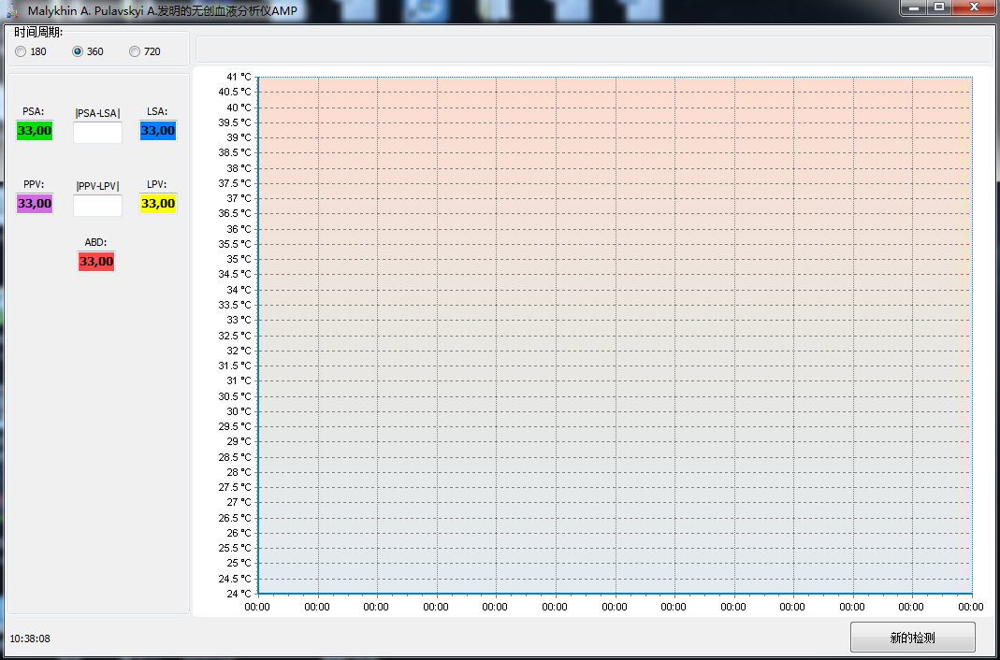 Malykhin A. Pulavskyi A.发明的无创血液分析仪AMP
时间周期:
180 360 720
PSA: |PSA-LSA| LSA:
33,00 33,00
PPV: |PPV-LPV| LPV:
33,00 33,00
ABD:
33,00
41 °C
40.5 °C
40 °C
39.5 °C
39 °C
38.5 °C
38 °C
37.5 °C
37 °C
36.5 °C
36 °C
35.5 °C
35 °C
34.5 °C
34 °C
33.5 °C
33 °C
32.5 °C
32 °C
31.5 °C
31 °C
30.5 °C
30 °C
29.5 °C
29 °C
28.5 °C
28 °C
27.5 °C
27 °C
26.5 °C
26 °C
25.5 °C
25 °C
24.5 °C
24 °C
00:00 00:00 00:00 00:00 00:00 00:00 00:00 00:00 00:00 00:00 00:00 00:00 00:00
10:38:08
新的检测